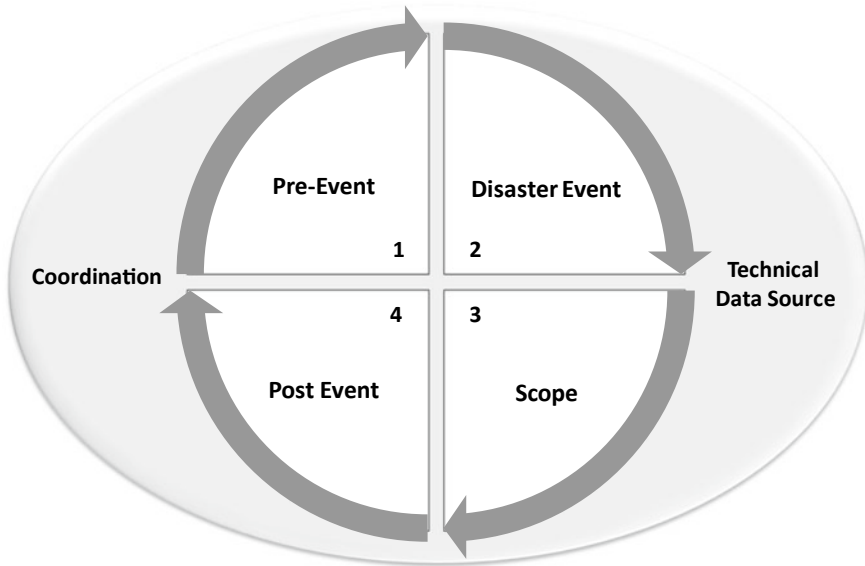 Pre-Event
Disaster Event
1
2
Coordination
Technical
Data Source
4
3
Post Event
Scope